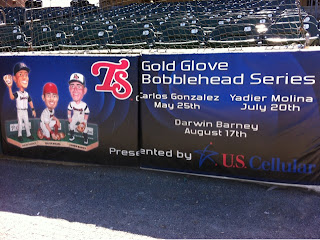 TS
Gold Glove
Bobblehead Series
Carlos Gonzalez
May 25th
Yadier Molina
July 20th
Darwin Barney
August 17th
Presented by U.S. Cellular